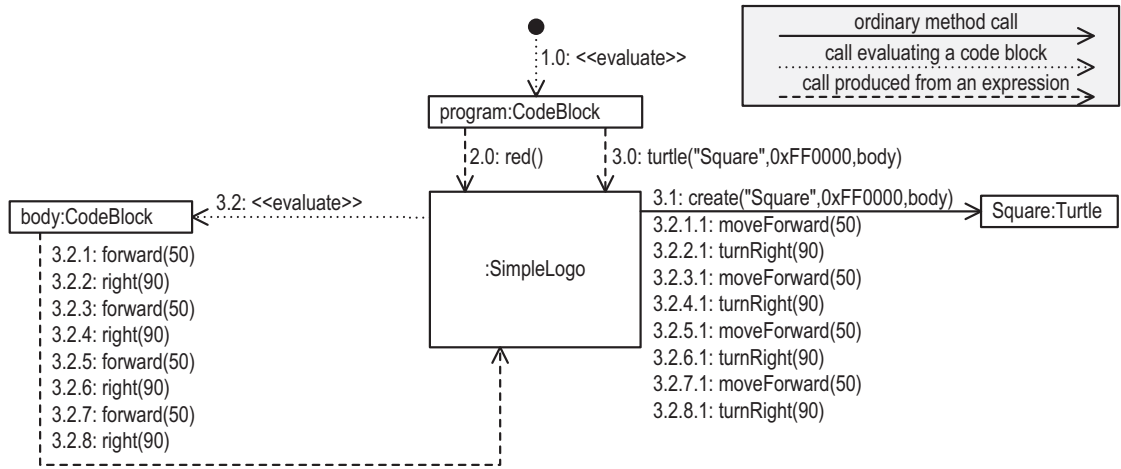 ordinary method call
call evaluating a code block
call produced from an expression
1.0: <<evaluate>>
program:CodeBlock
2.0: red()
3.0: turtle("Square",0xFF0000,body)
3.2: <<evaluate>>
body:CodeBlock
3.2.1: forward(50)
3.2.2: right(90)
3.2.3: forward(50)
3.2.4: right(90)
3.2.5: forward(50)
3.2.6: right(90)
3.2.7: forward(50)
3.2.8: right(90)
:SimpleLogo
3.1: create("Square",0xFF0000,body)
3.2.1.1: moveForward(50)
3.2.2.1: turnRight(90)
3.2.3.1: moveForward(50)
3.2.4.1: turnRight(90)
3.2.5.1: moveForward(50)
3.2.6.1: turnRight(90)
3.2.7.1: moveForward(50)
3.2.8.1: turnRight(90)
Square:Turtle